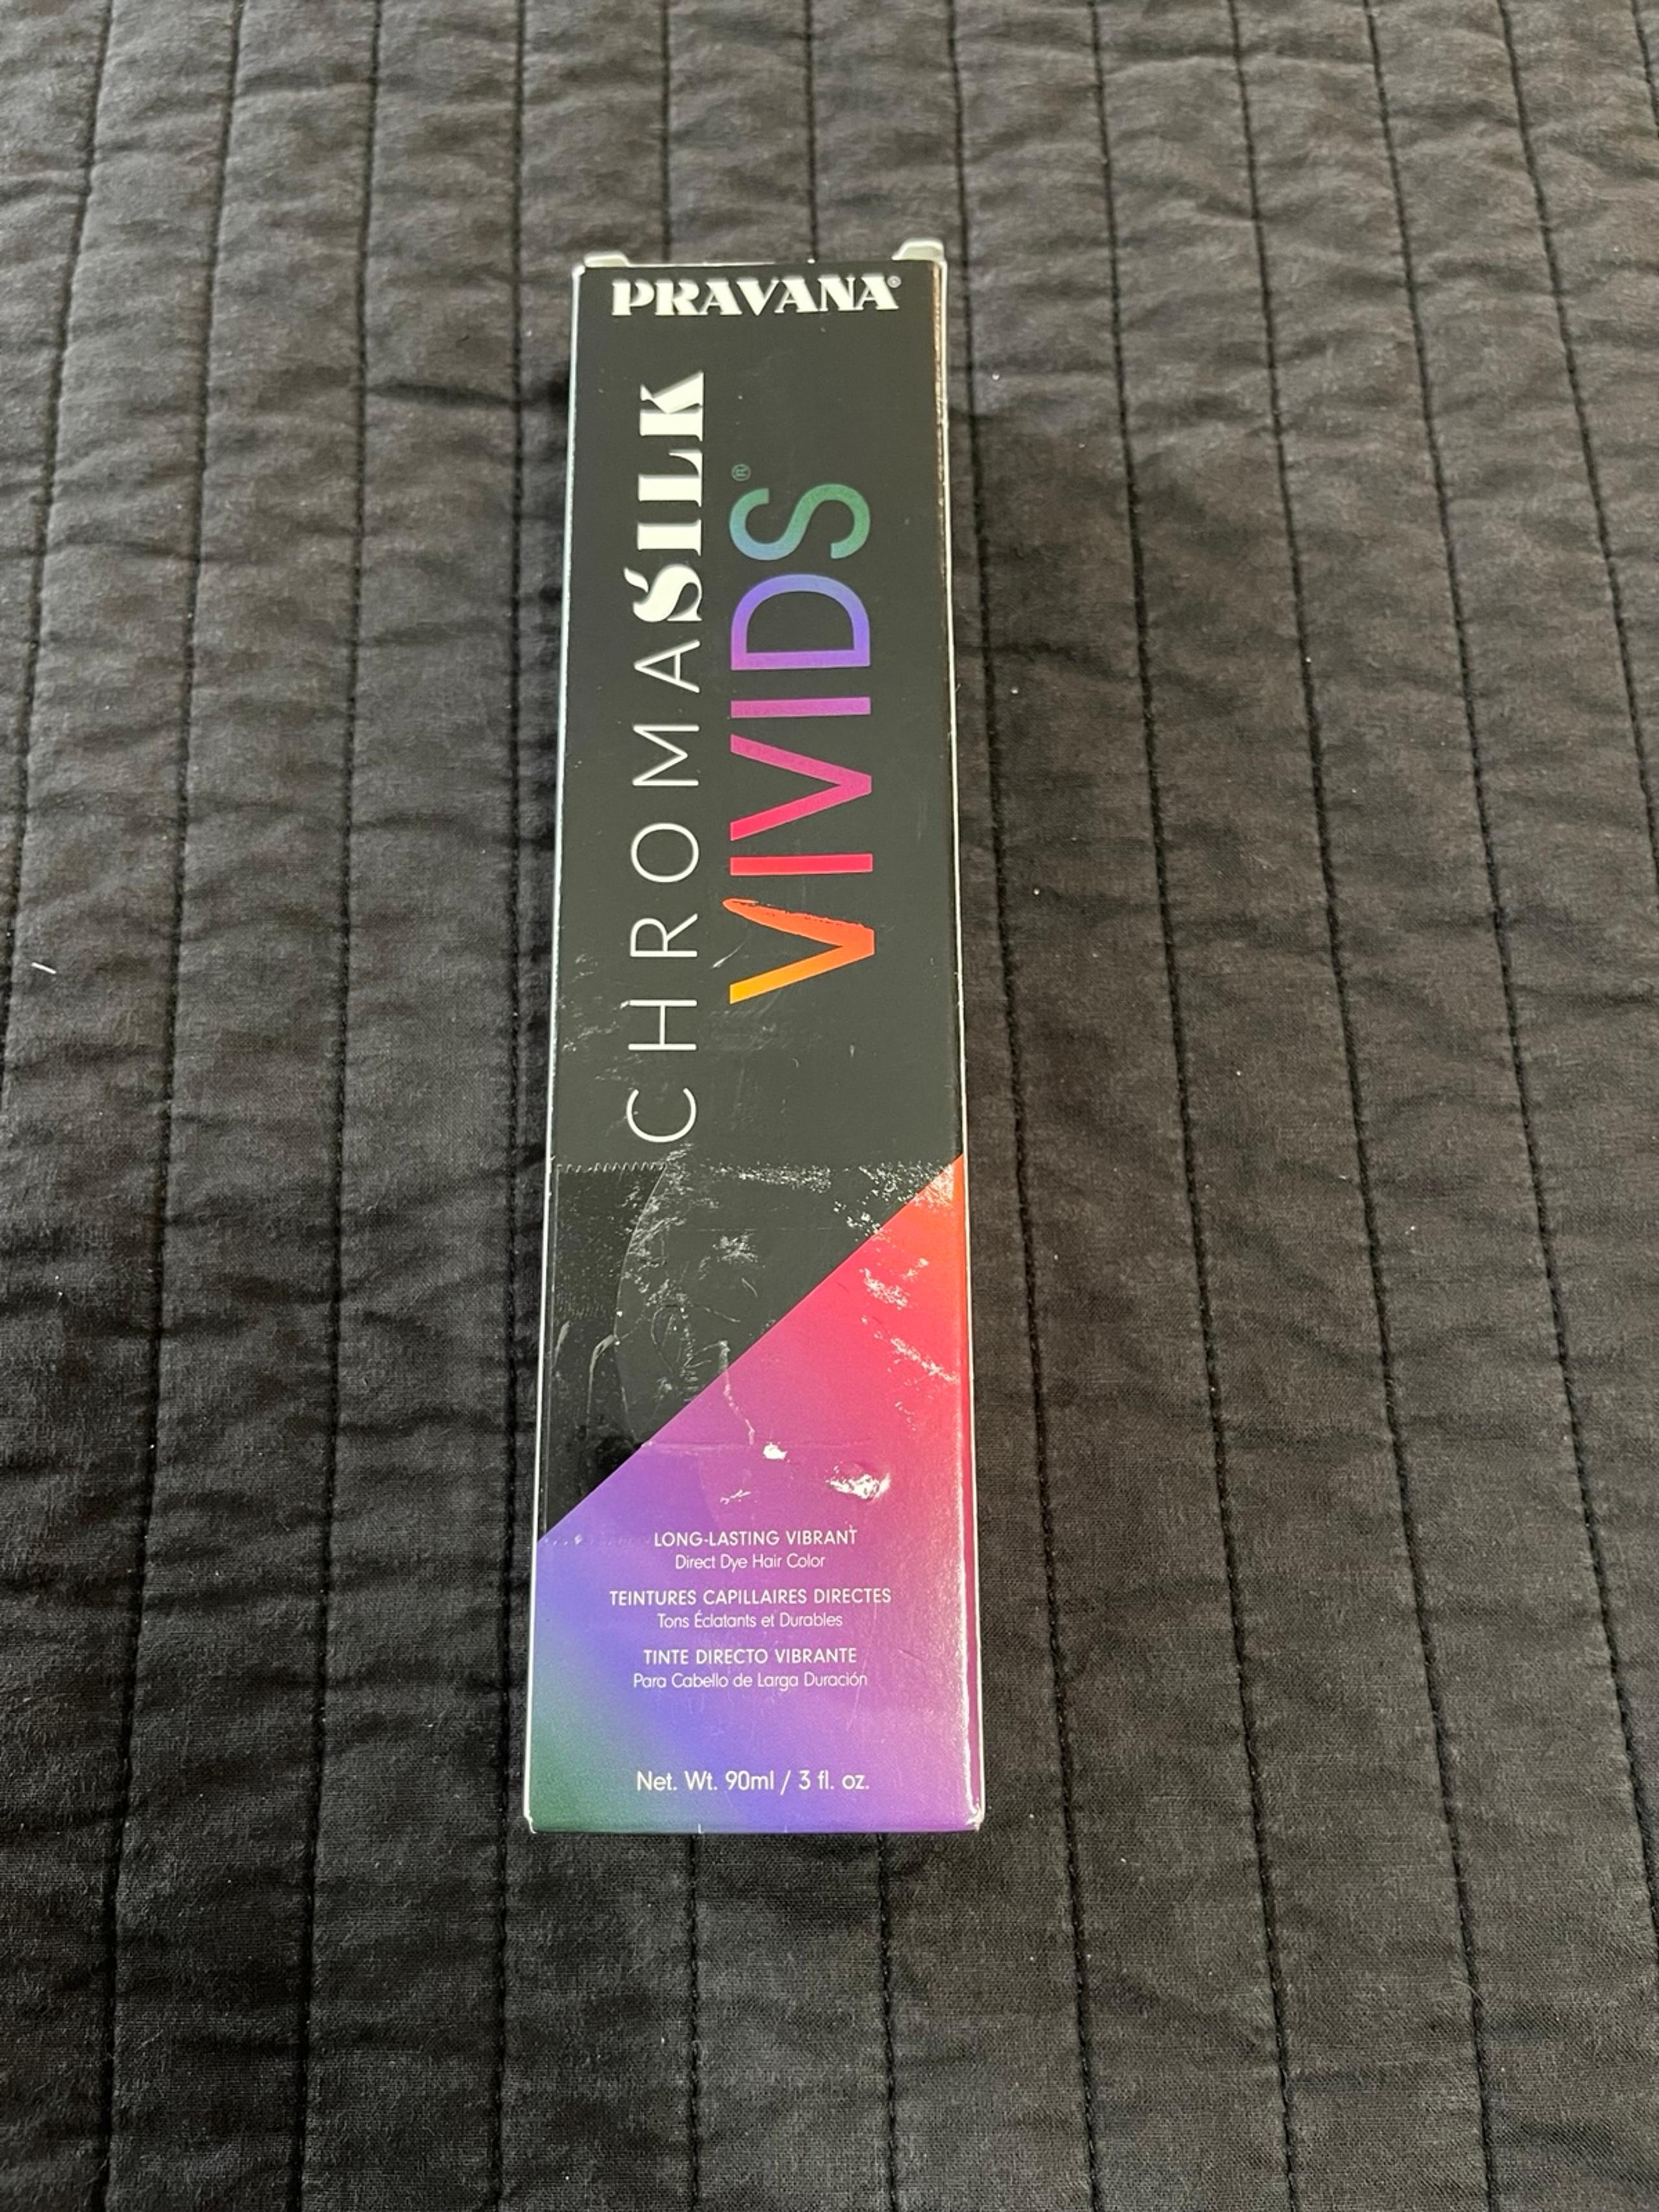 PRAVANA®
CHROMAŚILK
VIVIDS®
LONG-LASTING VIBRANT
Direct Dye Hair Color
TEINTURES CAPILLAIRES DIRECTES
Tons Éclatants et Durables
TINTE DIRECTO VIBRANTE
Para Cabello de Larga Duración
Net. Wt. 90ml / 3 fl. oz.